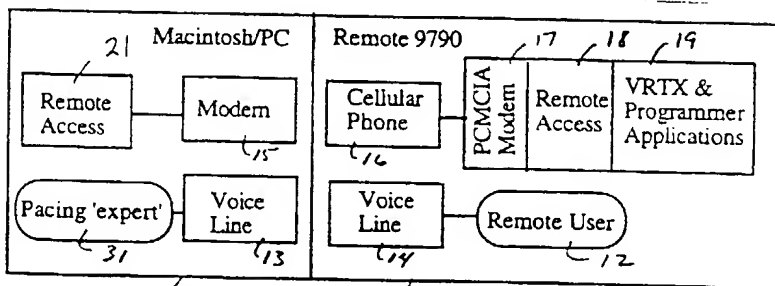 Macintosh/PC
Remote 9790
21
17
18
19
Remote
Access
Modem
15
Cellular
Phone
16
PCMCIA
Modem
Remote
Access
VRTX &
Programmer
Applications
Pacing 'expert'
31
Voice
Line
13
Voice
Line
14
Remote User
12